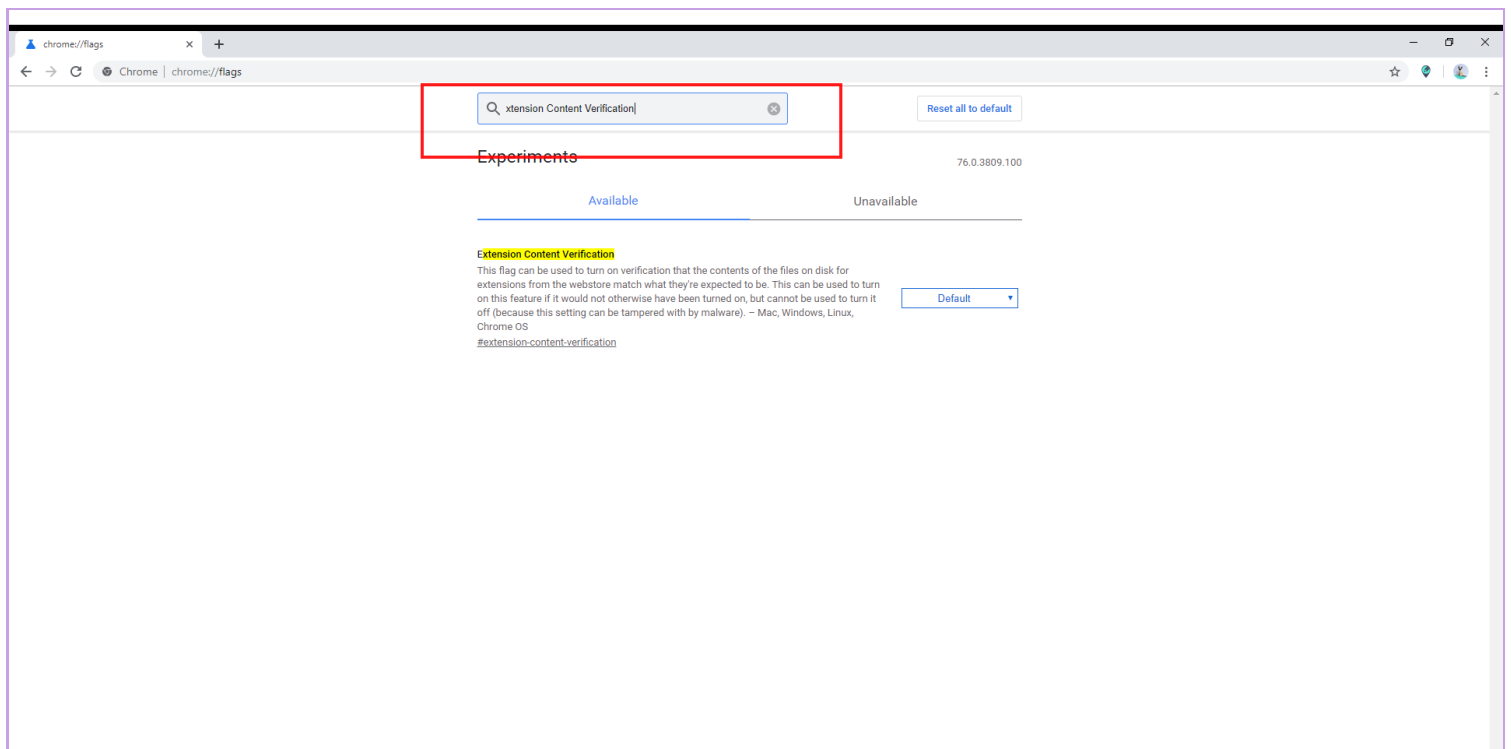 chrome://flags
Chrome | chrome://flags
xtension Content Verification
Reset all to default
Experiments
76.0.3809.100
Available
Unavailable
Extension Content Verification
This flag can be used to turn on verification that the contents of the files on disk for
extensions from the webstore match what they're expected to be. This can be used to turn
on this feature if it would not otherwise have been turned on, but cannot be used to turn it
off (because this setting can be tampered with by malware). – Mac, Windows, Linux,
Chrome OS
#extension-content-verification
Default